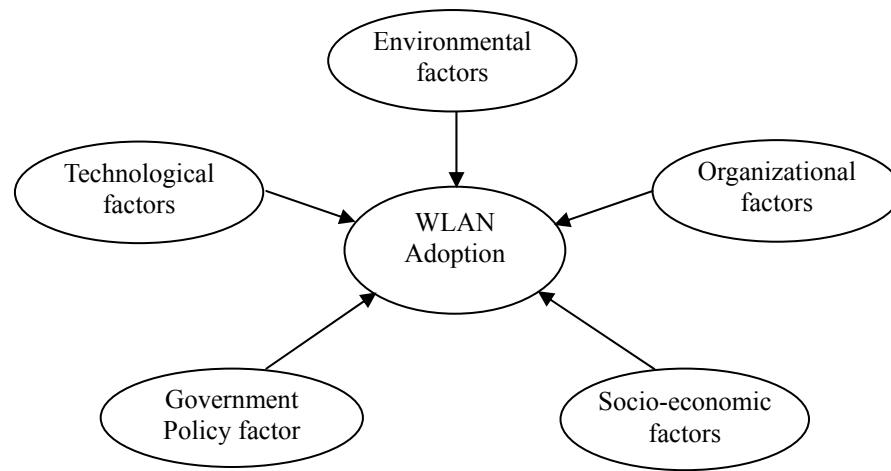 Environmental
factors
Technological
factors
Organizational
factors
WLAN
Adoption
Government
Policy factor
Socio-economic
factors